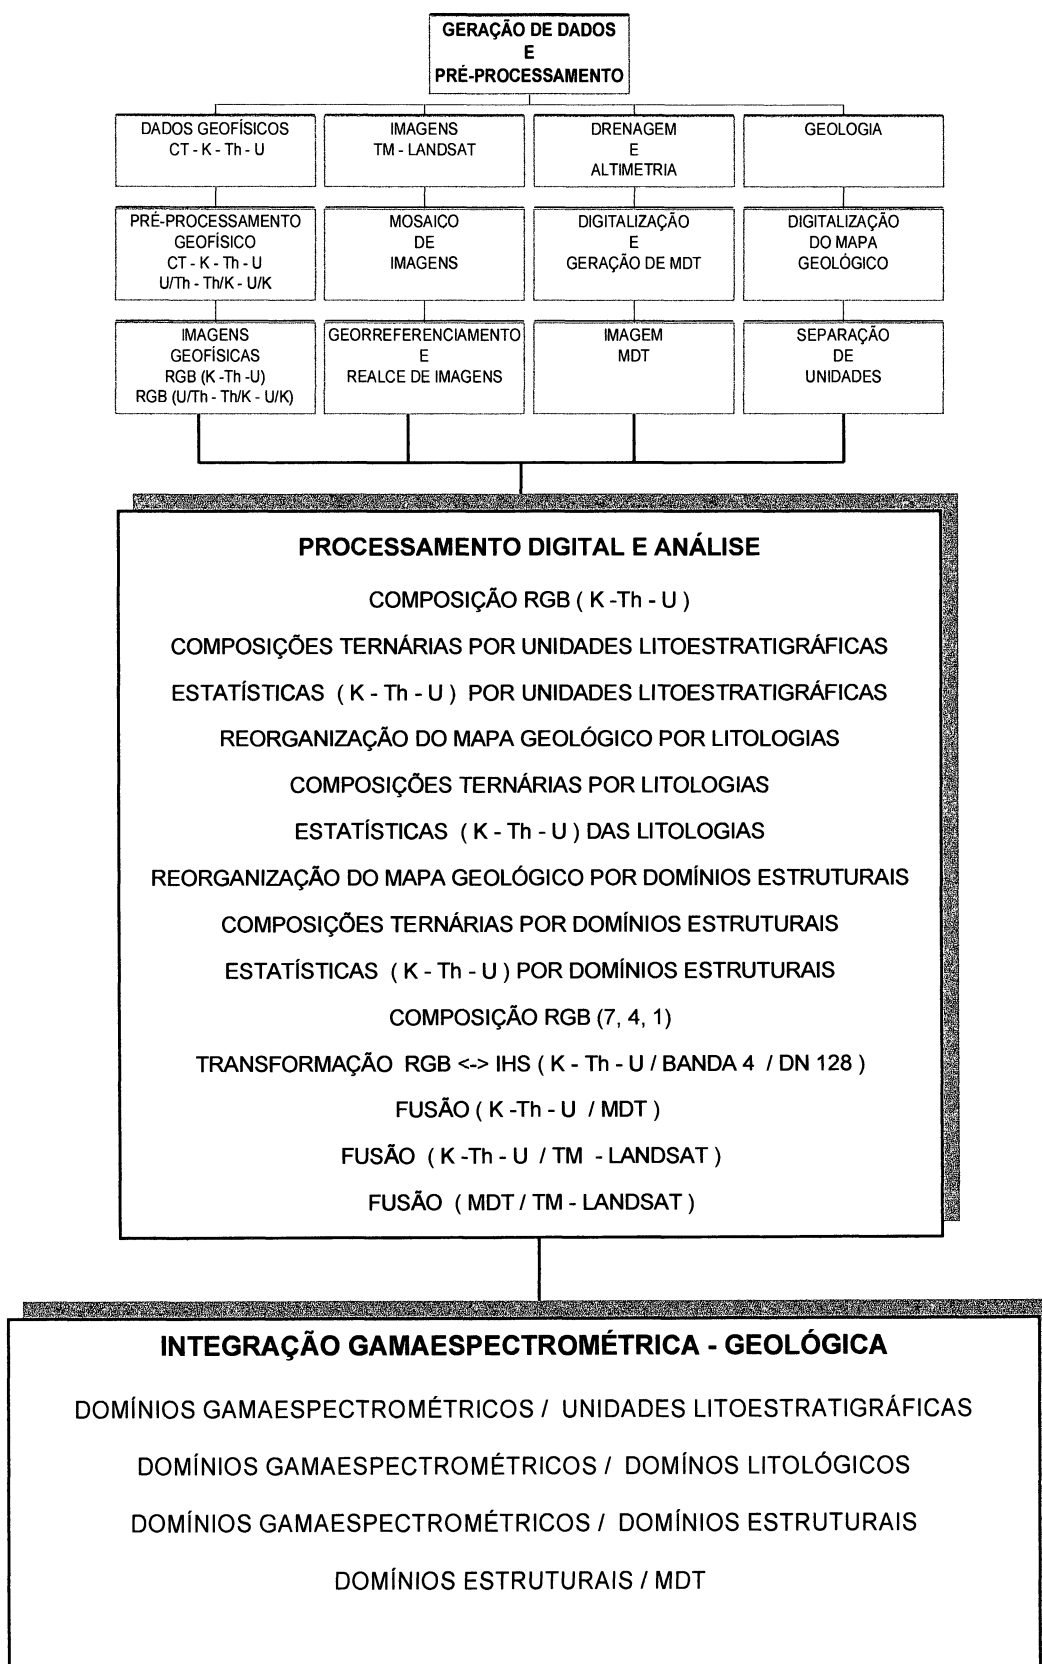 GERAÇÃO DE DADOS
E
PRÉ-PROCESSAMENTO
DADOS GEOFÍSICOS
CT - K - Th - U
IMAGENS
TM - LANDSAT
DRENAGEM
E
ALTIMETRIA
GEOLOGIA
PRÉ-PROCESSAMENTO
GEOFÍSICO
CT - K - Th - U
U/Th - Th/K - U/K
MOSAICO
DE
IMAGENS
DIGITALIZAÇÃO
E
GERAÇÃO DE MDT
DIGITALIZAÇÃO
DO MAPA
GEOLÓGICO
IMAGENS
GEOFÍSICAS
RGB (K -Th -U)
RGB (U/Th - Th/K - U/K)
GEORREFERENCIAMENTO
E
REALCE DE IMAGENS
IMAGEM
MDT
SEPARAÇÃO
DE
UNIDADES
PROCESSAMENTO DIGITAL E ANÁLISE
COMPOSIÇÃO RGB ( K -Th - U )
COMPOSIÇÕES TERNÁRIAS POR UNIDADES LITOESTRATIGRÁFICAS
ESTATÍSTICAS ( K - Th - U ) POR UNIDADES LITOESTRATIGRÁFICAS
REORGANIZAÇÃO DO MAPA GEOLÓGICO POR LITOLOGIAS
COMPOSIÇÕES TERNÁRIAS POR LITOLOGIAS
ESTATÍSTICAS ( K - Th - U ) DAS LITOLOGIAS
REORGANIZAÇÃO DO MAPA GEOLÓGICO POR DOMÍNIOS ESTRUTURAIS
COMPOSIÇÕES TERNÁRIAS POR DOMÍNIOS ESTRUTURAIS
ESTATÍSTICAS ( K - Th - U ) POR DOMÍNIOS ESTRUTURAIS
COMPOSIÇÃO RGB (7, 4, 1)
TRANSFORMAÇÃO RGB <-> IHS ( K - Th - U / BANDA 4 / DN 128 )
FUSÃO ( K -Th - U / MDT )
FUSÃO ( K -Th - U / TM - LANDSAT )
FUSÃO ( MDT / TM - LANDSAT )
INTEGRAÇÃO GAMAESPECTROMÉTRICA - GEOLÓGICA
DOMÍNIOS GAMAESPECTROMÉTRICOS / UNIDADES LITOESTRATIGRÁFICAS
DOMÍNIOS GAMAESPECTROMÉTRICOS / DOMÍNOS LITOLÓGICOS
DOMÍNIOS GAMAESPECTROMÉTRICOS / DOMÍNIOS ESTRUTURAIS
DOMÍNIOS ESTRUTURAIS / MDT